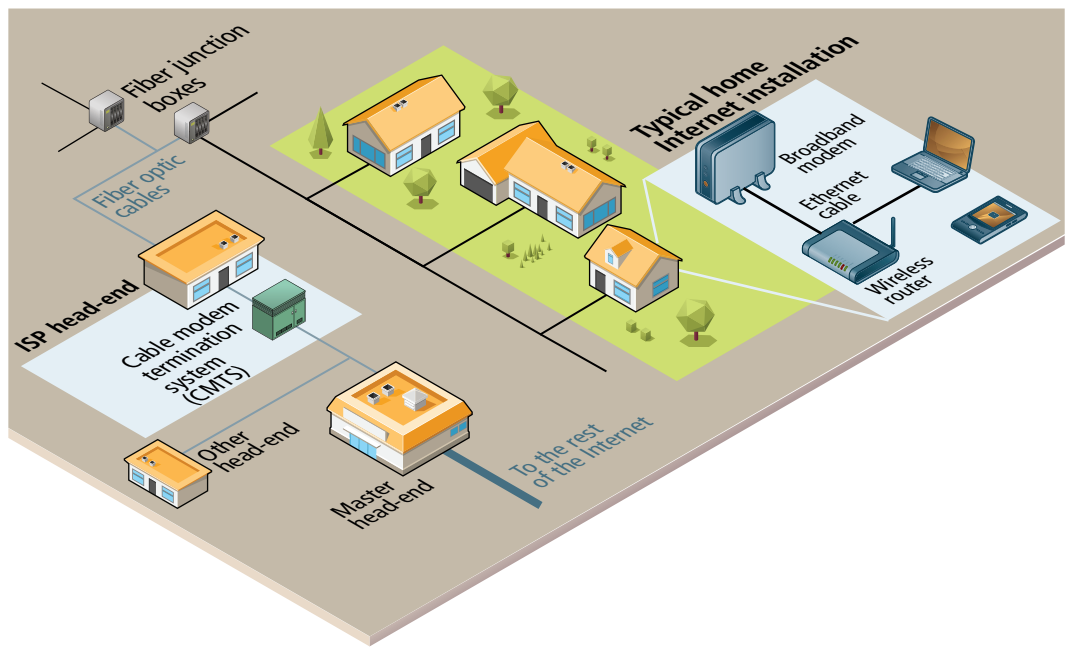 Fiber junction
boxes
Fiber optic
cables
Typical home
Internet installation
Broadband
modem
Ethernet
cable
Wireless
router
ISP head-end
Cable modem
termination
system
(CMTS)
Other
head-end
Master
head-end
To the rest
of the Internet